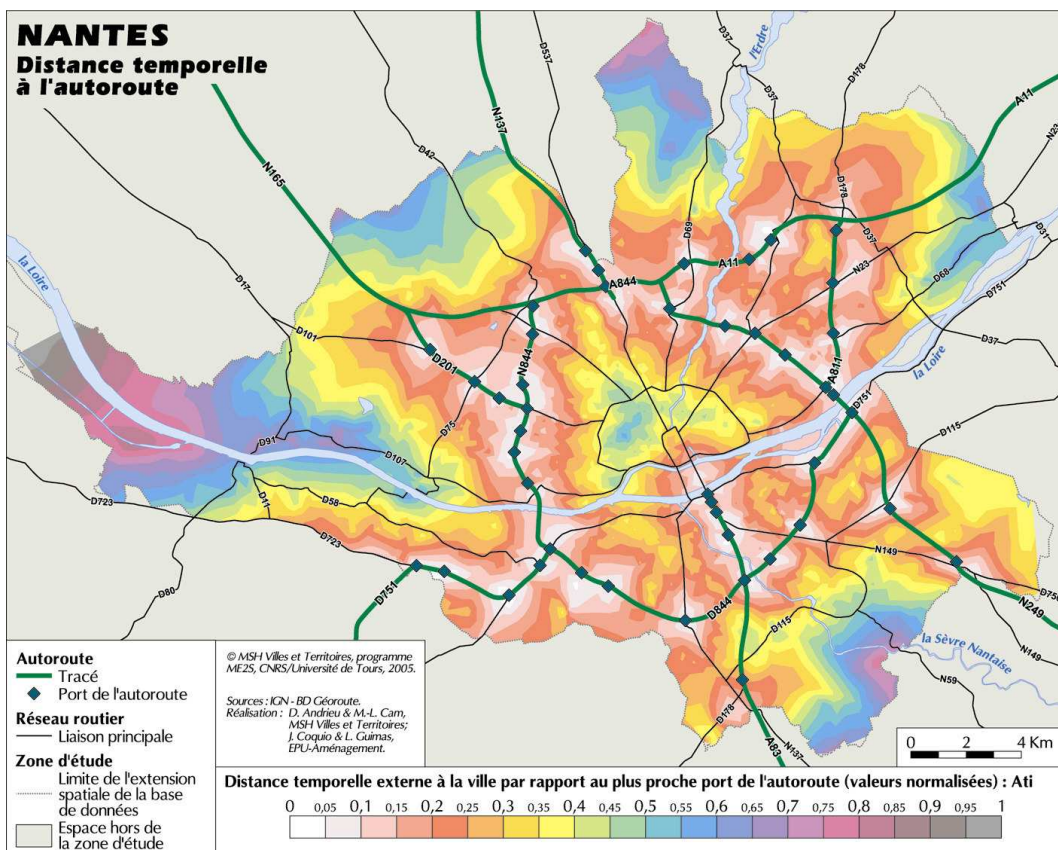 NANTES
Distance temporelle
à l'autoroute
D537
D37
l'Erdre
D37
D178
A11
N23
N137
D42
N165
D178
D69
D37
D31
la Loire
D17
A11
N23
D68
A844
D751
D101
D201
N844
D37
la Loire
A811
D751
D75
D115
D91
D107
D723
D11
D58
D723
N149
D80
D751
D844
D115
N249
N149
la Sèvre Nantaise
N59
D178
N137
A83
Autoroute
Tracé
Port de l'autoroute
Réseau routier
Liaison principale
Zone d'étude
Limite de l'extension
spatiale de la base
de données
Espace hors de
la zone d'étude
© MSH Villes et Territoires, programme
ME2S, CNRS/Université de Tours, 2005.
Sources : IGN - BD Géoroute.
Réalisation : D. Andrieu & M.-L. Cam,
MSH Villes et Territoires;
J. Coquio & L. Guimas,
EPU-Aménagement.
0 2 4 Km
Distance temporelle externe à la ville par rapport au plus proche port de l'autoroute (valeurs normalisées) : Ati
0 0,05 0,1 0,15 0,2 0,25 0,3 0,35 0,4 0,45 0,5 0,55 0,6 0,65 0,7 0,75 0,8 0,85 0,9 0,95 1